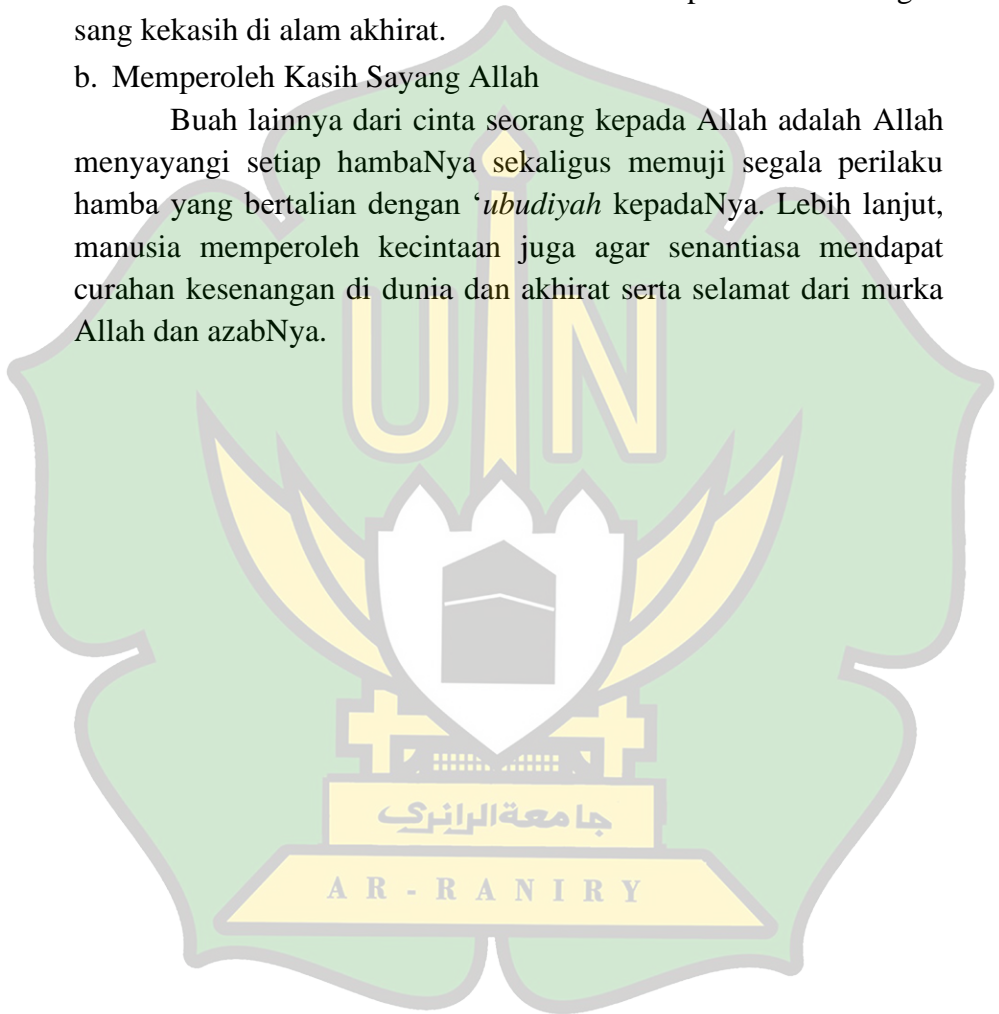 sang kekasih di alam akhirat.
b. Memperoleh Kasih Sayang Allah
Buah lainnya dari cinta seorang kepada Allah adalah Allah
menyayangi setiap hambaNya sekaligus memuji segala perilaku
hamba yang bertalian dengan ‘ubudiyah kepadaNya. Lebih lanjut,
manusia memperoleh kecintaan juga agar senantiasa mendapat
curahan kesenangan di dunia dan akhirat serta selamat dari murka
Allah dan azabNya.
UIN
جامعة الرانري
AR-RANIRY